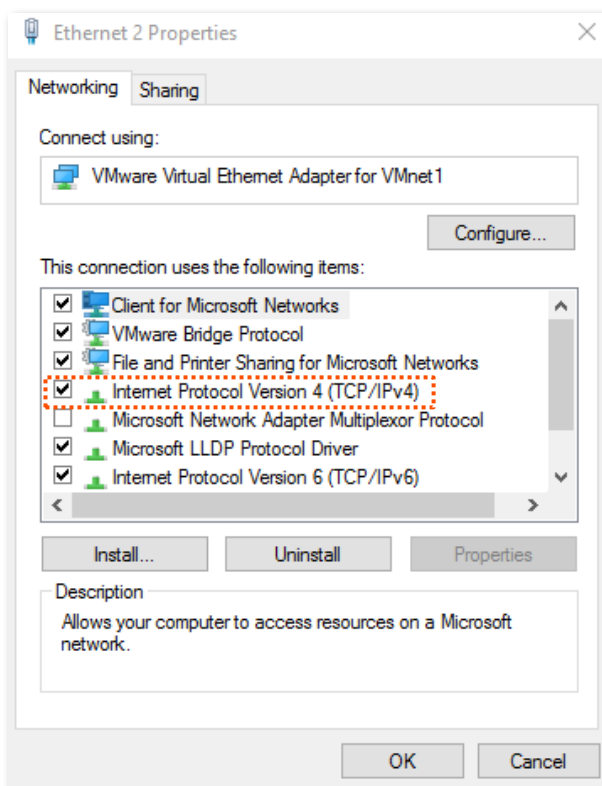 Ethernet 2 Properties
Networking
Sharing
Connect using:
VMware Virtual Ethernet Adapter for VMnet1
Configure...
This connection uses the following items:
Client for Microsoft Networks
VMware Bridge Protocol
File and Printer Sharing for Microsoft Networks
Internet Protocol Version 4 (TCP/IPv4)
Microsoft Network Adapter Multiplexor Protocol
Microsoft LLDP Protocol Driver
Internet Protocol Version 6 (TCP/IPv6)
Install...
Uninstall
Properties
Description
Allows your computer to access resources on a Microsoft
network.
OK
Cancel